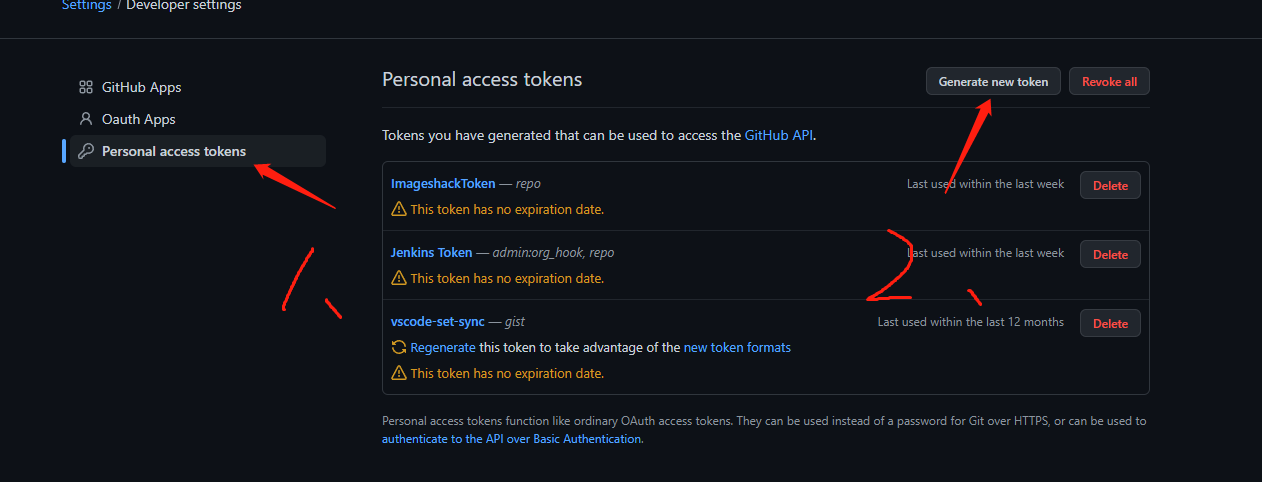 Settings / Developer settings
GitHub Apps
Oauth Apps
Personal access tokens
Personal access tokens
Generate new token
Revoke all
Tokens you have generated that can be used to access the GitHub API.
ImageshackToken — repo
Last used within the last week
Delete
This token has no expiration date.
Jenkins Token — admin:org_hook, repo
Last used within the last week
Delete
This token has no expiration date.
vscode-set-sync — gist
Last used within the last 12 months
Delete
Regenerate this token to take advantage of the new token formats
This token has no expiration date.
Personal access tokens function like ordinary OAuth access tokens. They can be used instead of a password for Git over HTTPS, or can be used to
authenticate to the API over Basic Authentication.
1、
2、